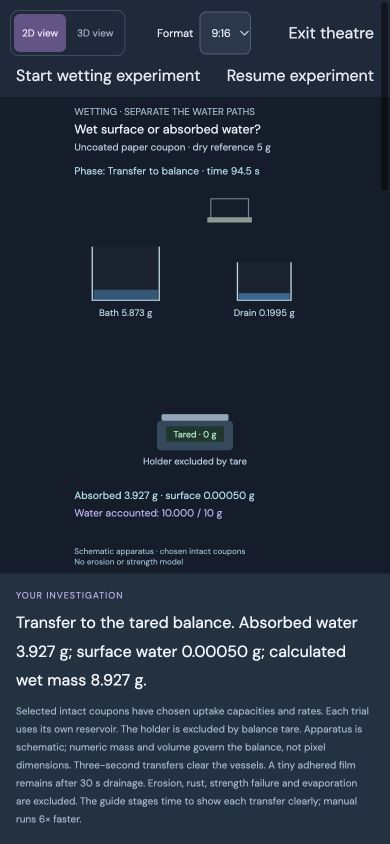 2D view 3D view Format 9:16 Exit theatre
Start wetting experiment Resume experiment
WETTING · SEPARATE THE WATER PATHS
Wet surface or absorbed water?
Uncoated paper coupon · dry reference 5 g
Phase: Transfer to balance · time 94.5 s
Bath 5.873 g Drain 0.1995 g
Tared · 0 g
Holder excluded by tare
Absorbed 3.927 g · surface 0.00050 g
Water accounted: 10.000 / 10 g
Schematic apparatus · chosen intact coupons
No erosion or strength model
YOUR INVESTIGATION
Transfer to the tared balance. Absorbed water
3.927 g; surface water 0.00050 g; calculated
wet mass 8.927 g.
Selected intact coupons have chosen uptake capacities and rates. Each trial
uses its own reservoir. The holder is excluded by balance tare. Apparatus is
schematic; numeric mass and volume govern the balance, not pixel
dimensions. Three-second transfers clear the vessels. A tiny adhered film
remains after 30 s drainage. Erosion, rust, strength failure and evaporation
are excluded. The guide stages time to show each transfer clearly; manual
runs 6× faster.